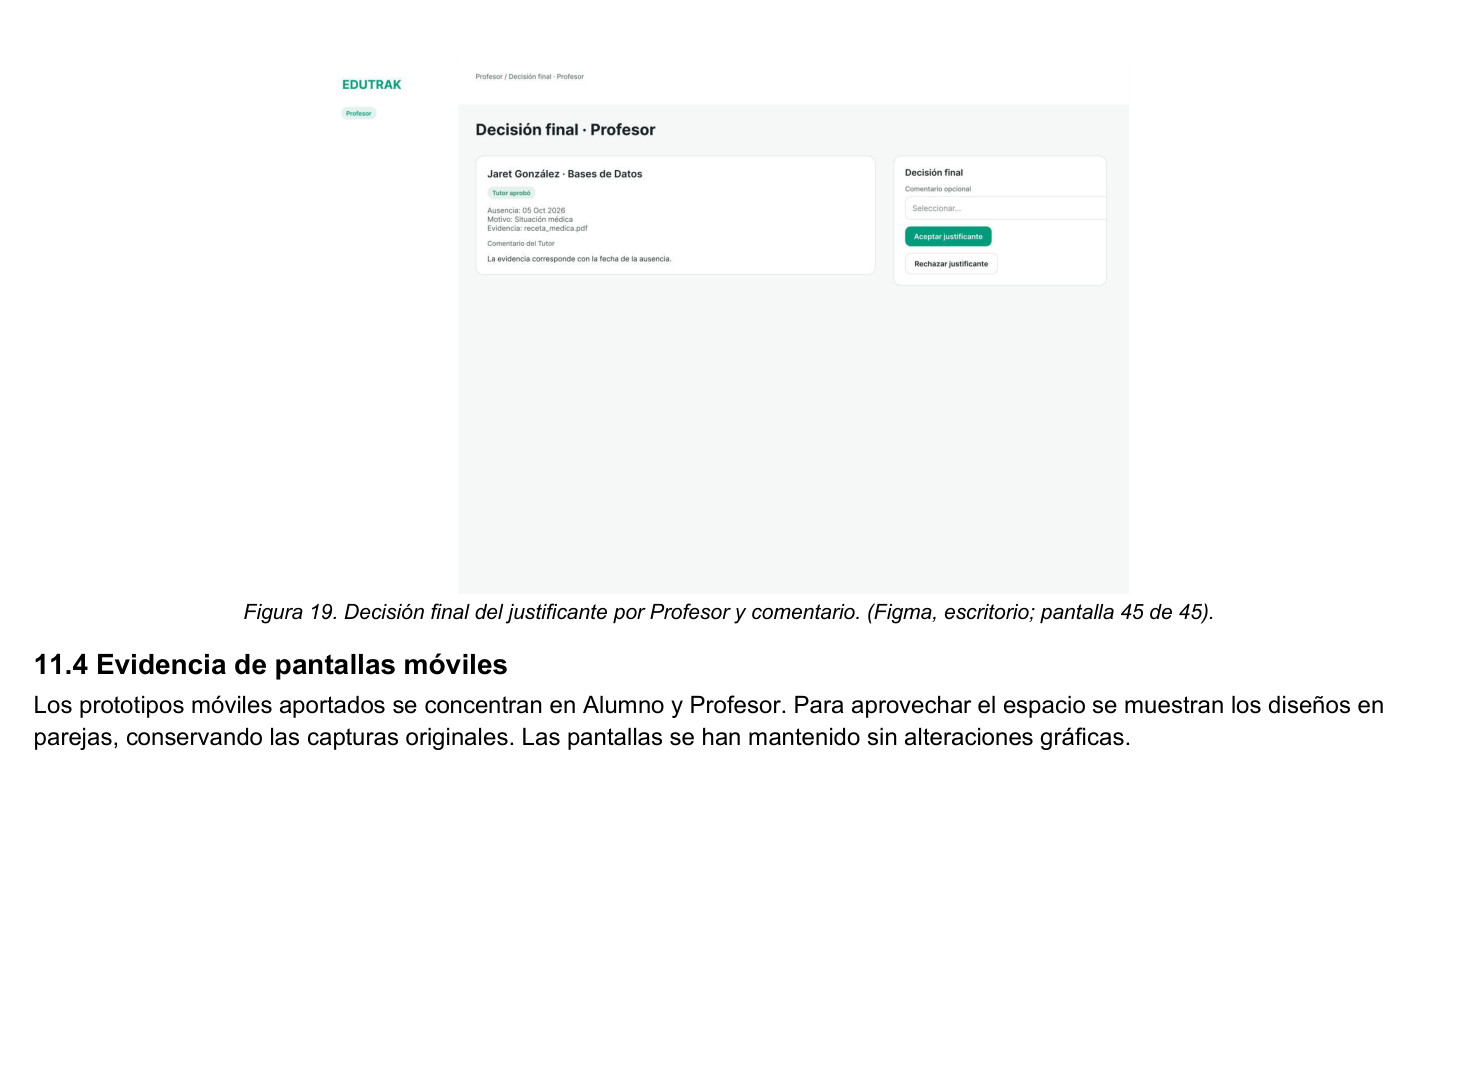 EDUTRAK
Profesor
Profesor / Decisión final · Profesor
Decisión final · Profesor
Jaret González · Bases de Datos
Tutor aprobó
Ausencia: 05 Oct 2026
Motivo: Situación médica
Evidencia: receta_medica.pdf
Comentario del Tutor
La evidencia corresponde con la fecha de la ausencia.
Decisión final
Comentario opcional
Seleccionar...
Aceptar justificante
Rechazar justificante
Figura 19. Decisión final del justificante por Profesor y comentario. (Figma, escritorio; pantalla 45 de 45).
11.4 Evidencia de pantallas móviles
Los prototipos móviles aportados se concentran en Alumno y Profesor. Para aprovechar el espacio se muestran los diseños en
parejas, conservando las capturas originales. Las pantallas se han mantenido sin alteraciones gráficas.